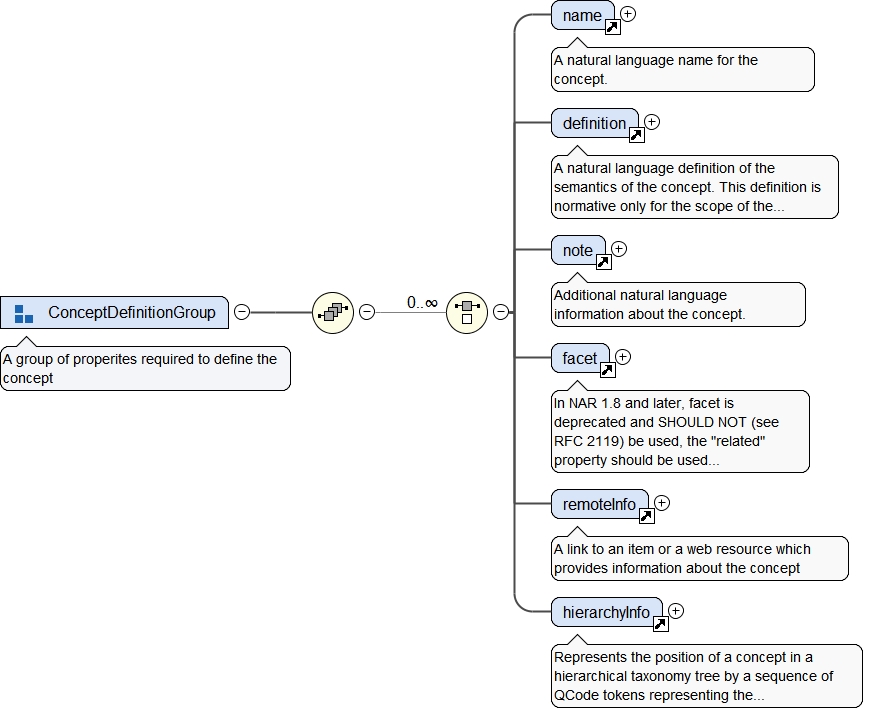 name
A natural language name for the
concept.
definition
A natural language definition of the
semantics of the concept. This definition is
normative only for the scope of the...
note
Additional natural language
information about the concept.
ConceptDefinitionGroup
0..∞
A group of properites required to define the
concept
facet
In NAR 1.8 and later, facet is
deprecated and SHOULD NOT (see
RFC 2119) be used, the "related"
property should be used...
remoteInfo
A link to an item or a web resource which
provides information about the concept
hierarchyInfo
Represents the position of a concept in a
hierarchical taxonomy tree by a sequence of
QCode tokens representing the...